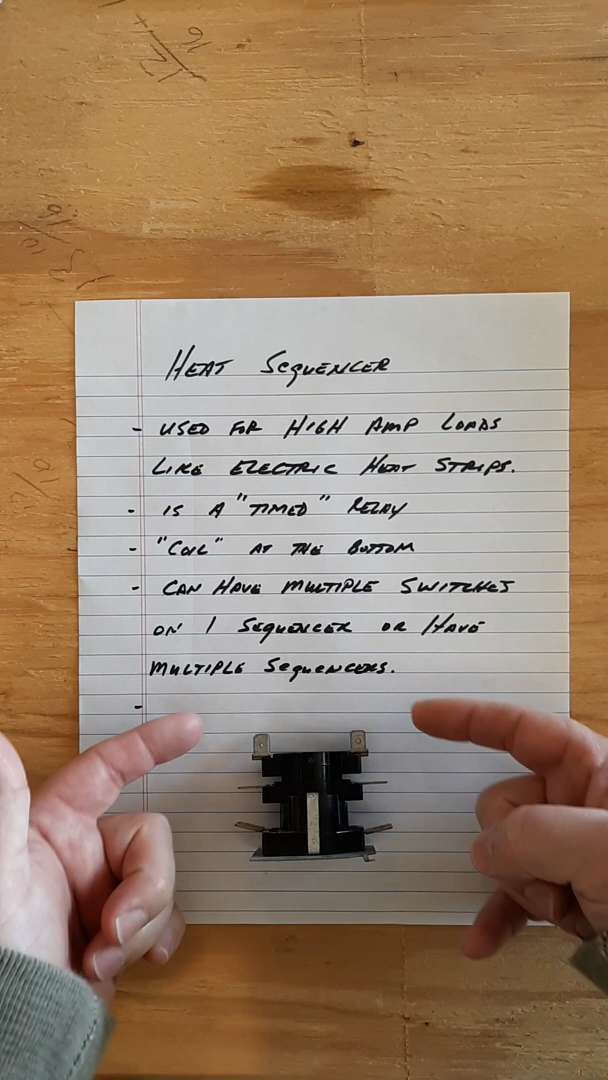 HEAT SEQUENCER
- USED FOR HIGH AMP LOADS
LIKE ELECTRIC HEAT STRIPS.
- IS A "TIMED" RELAY
- "COIL" AT THE BOTTOM
- CAN HAVE MULTIPLE SWITCHES
ON 1 SEQUENCER OR HAVE
MULTIPLE SEQUENCERS.
-